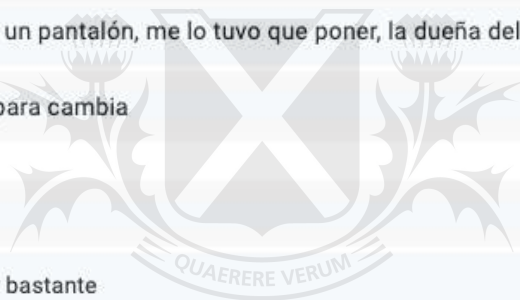 un pantalón, me lo tuvo que poner, la dueña del
para cambia
QUAERERE VERUM
bastante